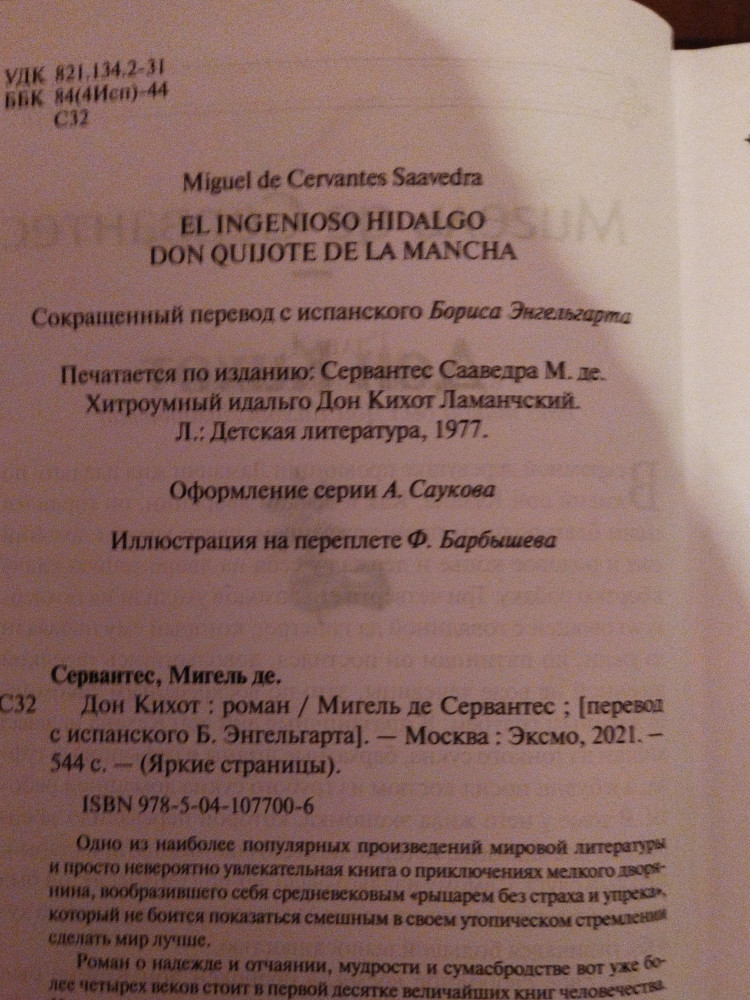 УДК 821.134.2-31
ББК 84(4Исп)-44
С32
Miguel de Cervantes Saavedra
EL INGENIOSO HIDALGO
DON QUIJOTE DE LA MANCHA
Сокращенный перевод с испанского Бориса Энгельгарта
Печатается по изданию: Сервантес Сааведра М. де.
Хитроумный идальго Дон Кихот Ламанчский.
Л.: Детская литература, 1977.
Оформление серии А. Саукова
Иллюстрация на переплете Ф. Барбышева
Сервантес, Мигель де.
С32 Дон Кихот : роман / Мигель де Сервантес ; [перевод
с испанского Б. Энгельгарта]. — Москва : Эксмо, 2021. —
544 с. — (Яркие страницы).
ISBN 978-5-04-107700-6
Одно из наиболее популярных произведений мировой литературы
и просто невероятно увлекательная книга о приключениях мелкого дворя-
нина, вообразившего себя средневековым «рыцарем без страха и упрека»,
который не боится показаться смешным в своем утопическом стремлении
сделать мир лучше.
Роман о надежде и отчаянии, мудрости и сумасбродстве вот уже бо-
лее четырех веков стоит в первой десятке величайших книг человечества.